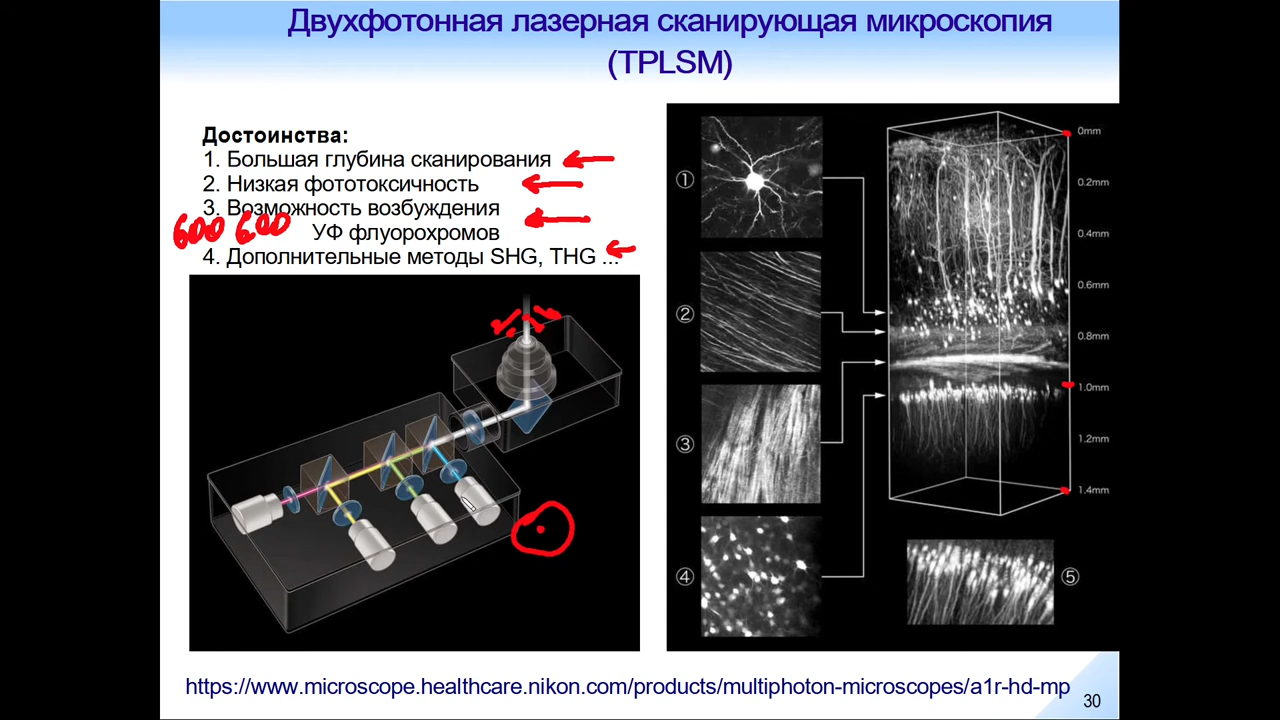 Двухфотонная лазерная сканирующая микроскопия
(TPLSM)
Достоинства:
1. Большая глубина сканирования
2. Низкая фототоксичность
3. Возможность возбуждения
600 600
УФ флуорохромов
4. Дополнительные методы SHG, THG ...
①
②
③
④
⑤
0mm
0.2mm
0.4mm
0.6mm
0.8mm
1.0mm
1.2mm
1.4mm
https://www.microscope.healthcare.nikon.com/products/multiphoton-microscopes/a1r-hd-mp
30